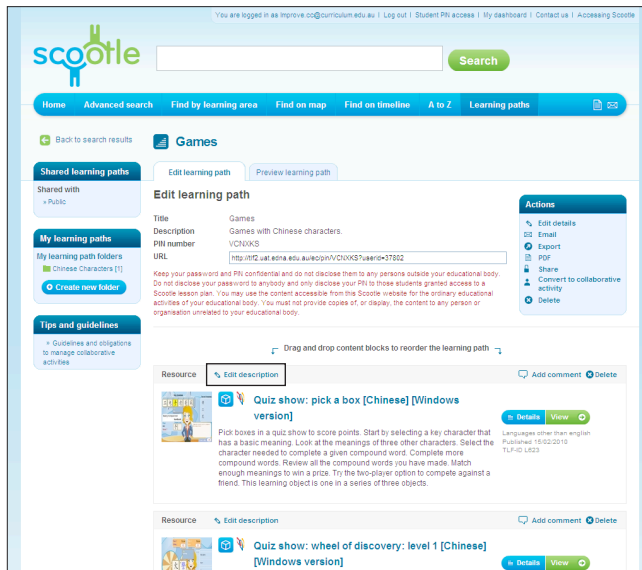 You are logged in as improve.cc@curriculum.edu.au | Log out | Student PIN access | My dashboard | Contact us | Accessing Scootle
scootle
Search
Home Advanced search Find by learning area Find on map Find on timeline A to Z Learning paths
Back to search results
Games
Shared learning paths
Shared with
» Public
My learning paths
My learning path folders
Chinese Characters [1]
Create new folder
Tips and guidelines
» Guidelines and obligations
to manage collaborative
activities
Edit learning path Preview learning path
Edit learning path
Title Games
Description Games with Chinese characters.
PIN number VCNXKS
URL http://tlf2.uat.edna.edu.au/ec/pin/VCNXKS?userid=37802
Keep your password and PIN confidential and do not disclose them to any persons outside your educational body.
Do not disclose your password to anybody and only disclose your PIN to those students granted access to a
Scootle lesson plan. You may use the content accessible from this Scootle website for the ordinary educational
activities of your educational body. You must not provide copies of, or display, the content to any person or
organisation unrelated to your educational body.
Actions
Edit details
Email
Export
PDF
Share
Convert to collaborative
activity
Delete
Drag and drop content blocks to reorder the learning path
Resource Edit description Add comment Delete
Quiz show: pick a box [Chinese] [Windows
version]
Pick boxes in a quiz show to score points. Start by selecting a key character that
has a basic meaning. Look at the meanings of three other characters. Select the
character needed to complete a given compound word. Complete more
compound words. Review all the compound words you have made. Match
enough meanings to win a prize. Try the two-player option to compete against a
friend. This learning object is one in a series of three objects.
Details View
Languages other than english
Published 15/02/2010
TLF-ID L623
Resource Edit description Add comment Delete
Quiz show: wheel of discovery: level 1 [Chinese]
[Windows version]
Details View